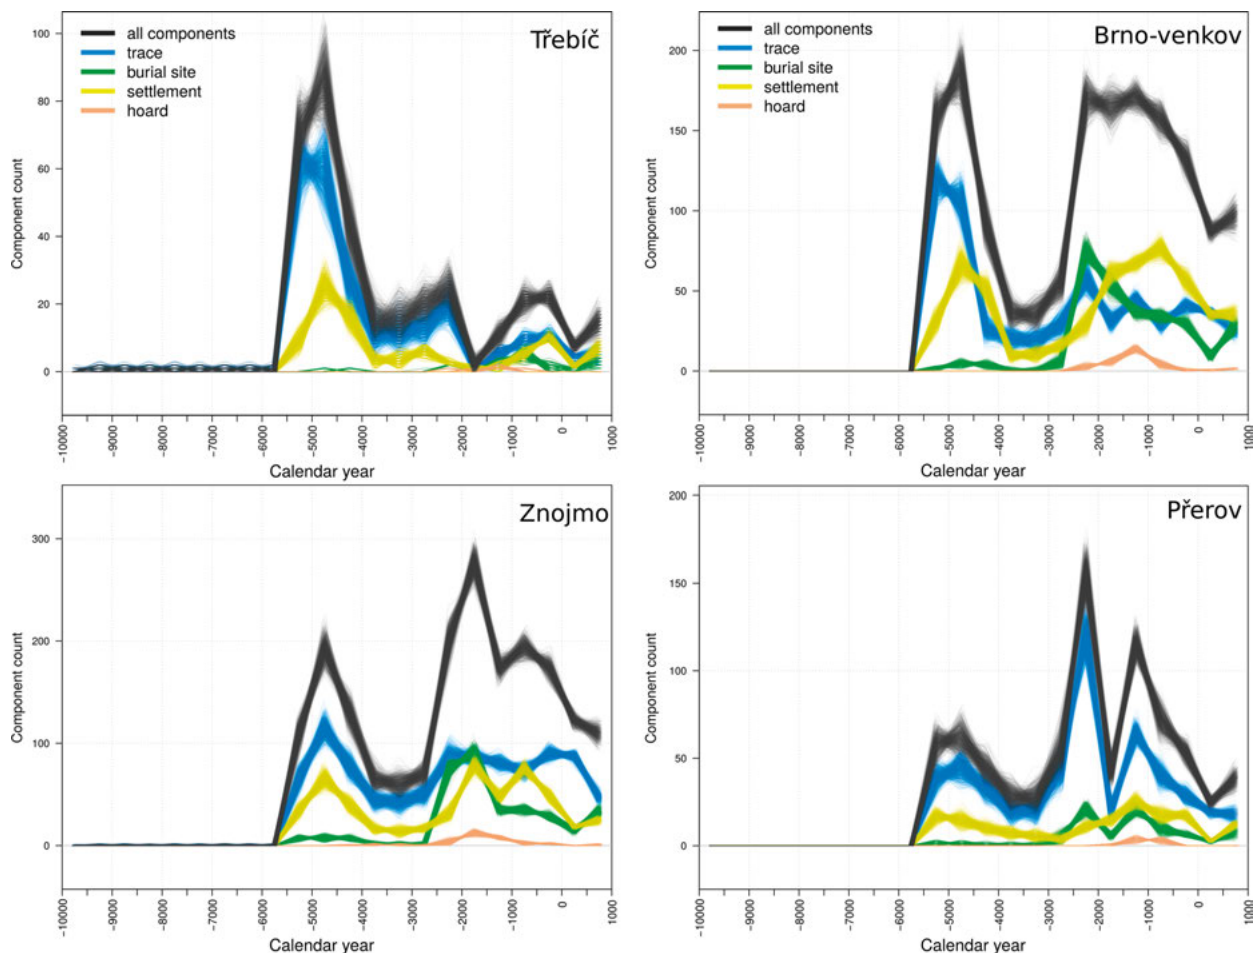 Třebíč
all components
trace
burial site
settlement
hoard
Component count
100
80
60
40
20
0
-10000 -9000 -8000 -7000 -6000 -5000 -4000 -3000 -2000 -1000 0 1000
Calendar year
Brno-venkov
all components
trace
burial site
settlement
hoard
Component count
200
150
100
50
0
-10000 -9000 -8000 -7000 -6000 -5000 -4000 -3000 -2000 -1000 0 1000
Calendar year
Znojmo
Component count
300
200
100
0
-10000 -9000 -8000 -7000 -6000 -5000 -4000 -3000 -2000 -1000 0 1000
Calendar year
Přerov
Component count
200
150
100
50
0
-10000 -9000 -8000 -7000 -6000 -5000 -4000 -3000 -2000 -1000 0 1000
Calendar year